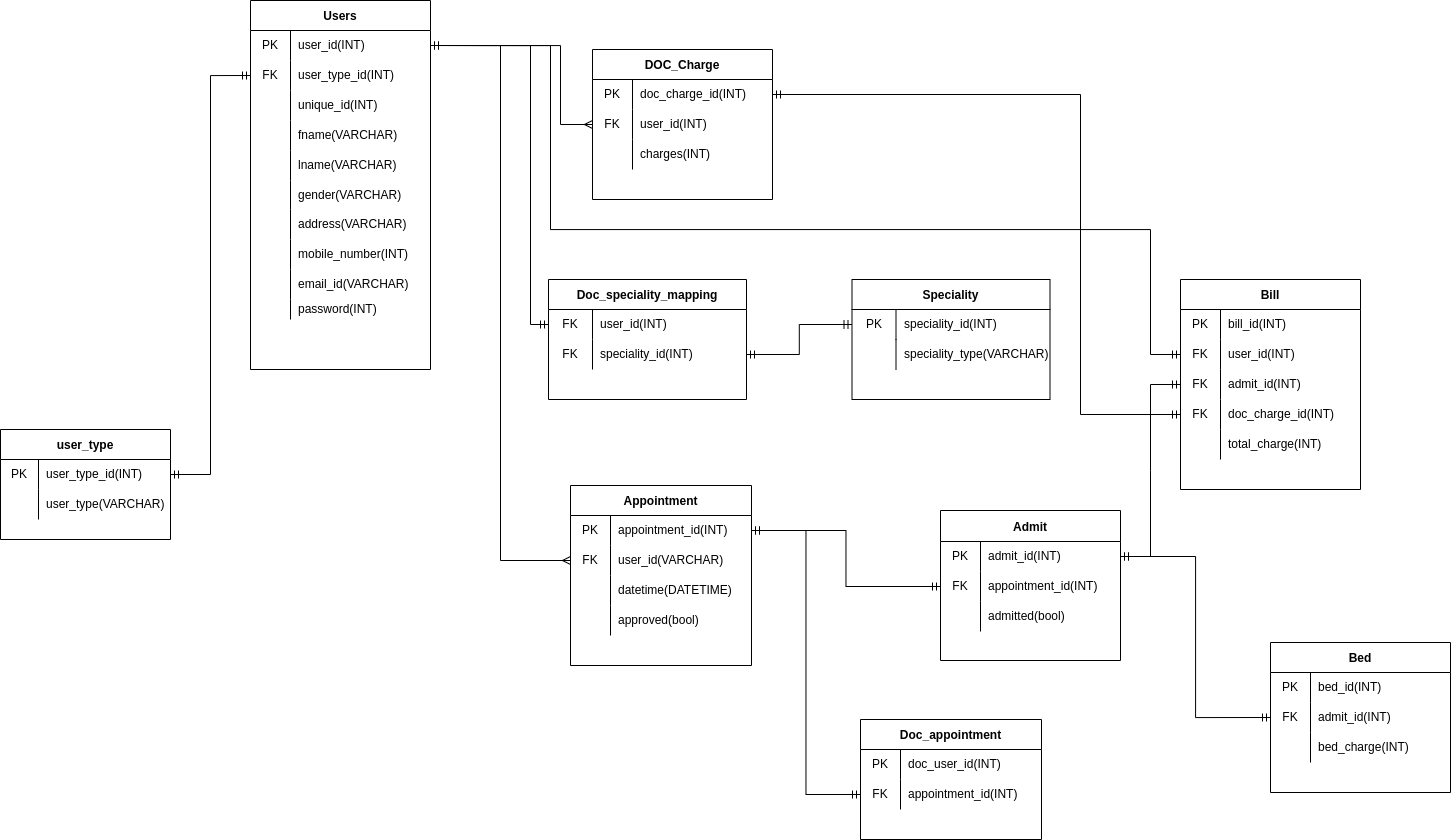 Users
PK user_id(INT)
FK user_type_id(INT)
unique_id(INT)
fname(VARCHAR)
lname(VARCHAR)
gender(VARCHAR)
address(VARCHAR)
mobile_number(INT)
email_id(VARCHAR)
password(INT)
DOC_Charge
PK doc_charge_id(INT)
FK user_id(INT)
charges(INT)
Doc_speciality_mapping
FK user_id(INT)
FK speciality_id(INT)
Speciality
PK speciality_id(INT)
speciality_type(VARCHAR)
Bill
PK bill_id(INT)
FK user_id(INT)
FK admit_id(INT)
FK doc_charge_id(INT)
total_charge(INT)
user_type
PK user_type_id(INT)
user_type(VARCHAR)
Appointment
PK appointment_id(INT)
FK user_id(VARCHAR)
datetime(DATETIME)
approved(bool)
Admit
PK admit_id(INT)
FK appointment_id(INT)
admitted(bool)
Bed
PK bed_id(INT)
FK admit_id(INT)
bed_charge(INT)
Doc_appointment
PK doc_user_id(INT)
FK appointment_id(INT)